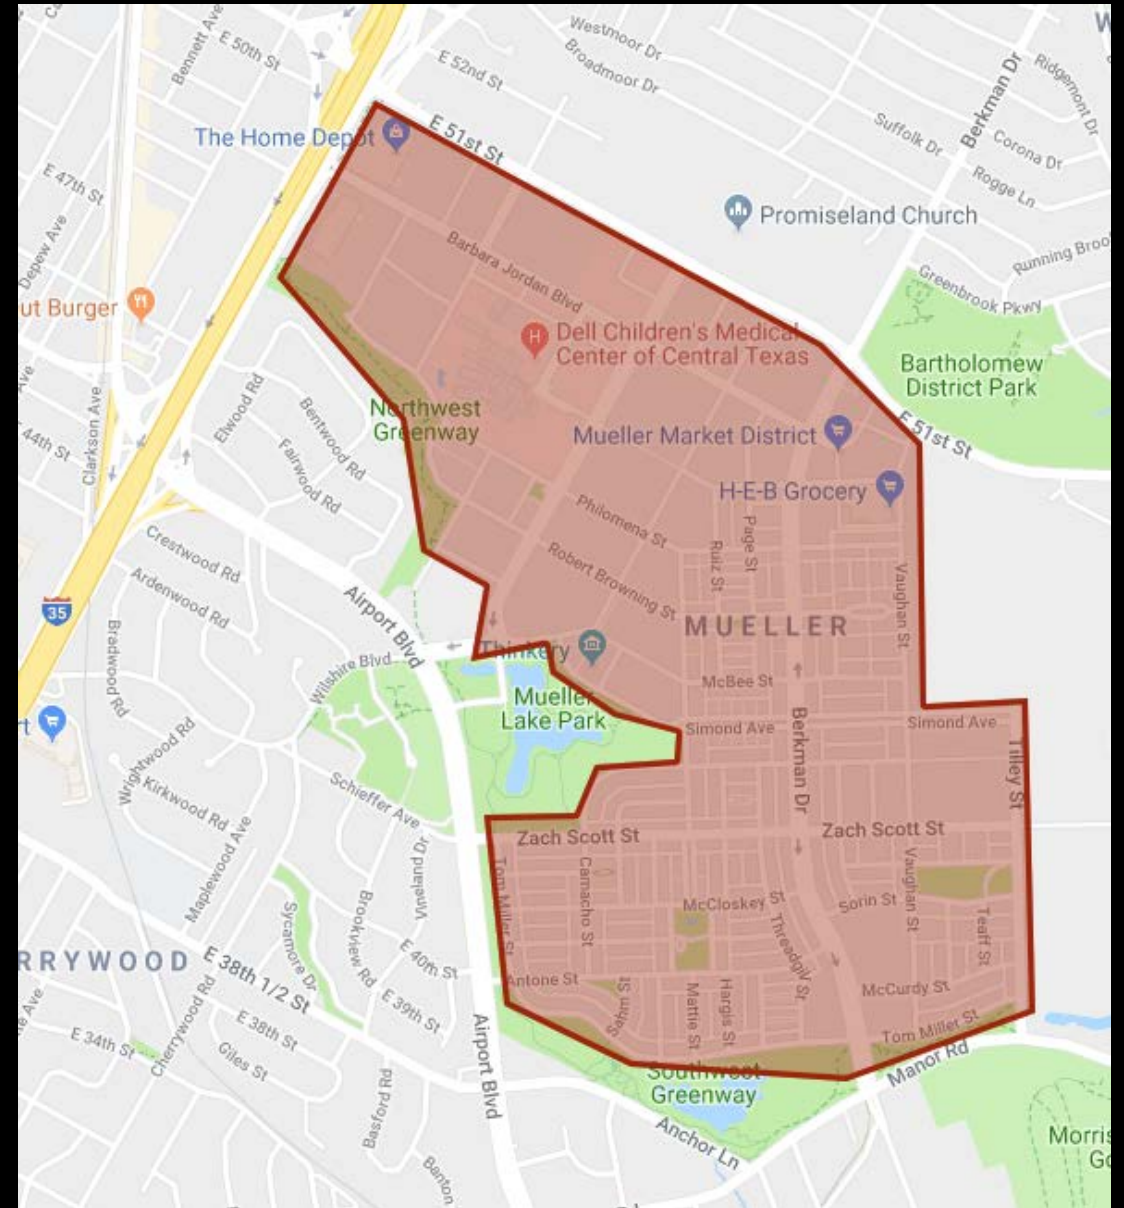 Westmoor Dr
Broadmoor Dr
Bennett Ave
E 50th St
E 52nd St
Berkman Dr
Ridgemont Dr
Suffolk Dr
Corona Dr
Rogge Ln
The Home Depot
E 51st St
E 47th St
Depew Ave
Promiseland Church
Running Broo
Greenbrook Pkwy
Barbara Jordan Blvd
ut Burger
Dell Children's Medical
Center of Central Texas
Bartholomew
District Park
Ave
Elwood Rd
Bentwood Rd
Northwest
Greenway
Mueller Market District
E 51st St
44th St
Clarkson Ave
Fairwood Rd
H-E-B Grocery
Philomena St
Page St
Ruiz St
Crestwood Rd
Ardenwood Rd
Robert Browning St
Vaughan St
35
Airport Blvd
MUELLER
Bradwood Rd
Thinkery
Wilshire Blvd
McBee St
Mueller
Lake Park
Simond Ave
Simond Ave
Berkman Dr
Tilley St
Wrightwood Rd
Kirkwood Rd
Schieffer Ave
Zach Scott St
Zach Scott St
Maplewood Ave
Vineland Dr
Tom Miller St
Camacho St
Vaughan St
McCloskey St
Sorin St
Threadgill St
Teaff St
Sycamore Dr
Brookview Rd
RRYWOOD
E 38th 1/2 St
E 40th St
Antone St
Sahm St
Mattie St
Hargis St
McCurdy St
E 39th St
Cherrywood Rd
E 38th St
E 34th St
Giles St
Airport Blvd
Tom Miller St
Manor Rd
Southwest
Greenway
Basford Rd
Anchor Ln
Banton
Morris